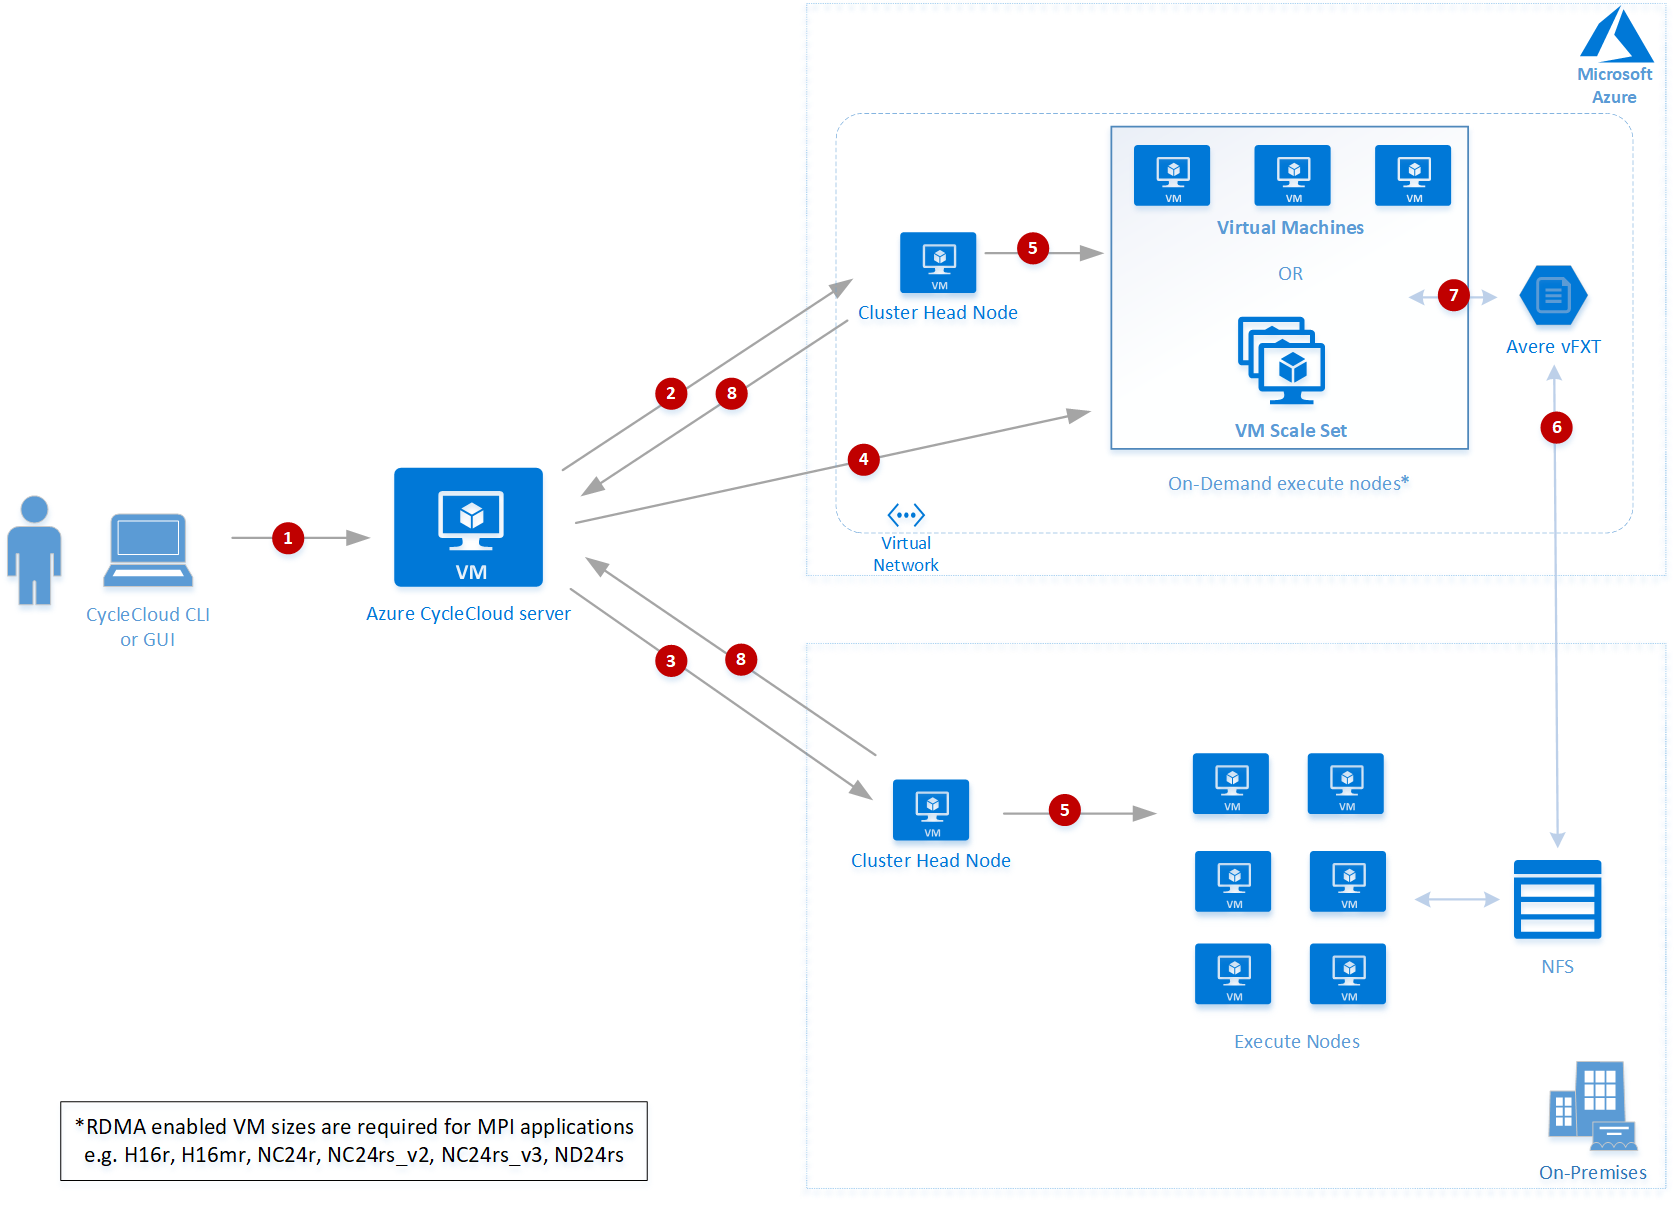 Microsoft
Azure
VM
VM
VM
Virtual Machines
OR
VM Scale Set
On-Demand execute nodes*
VM
Cluster Head Node
5
7
Avere vFXT
6
2
8
4
Virtual
Network
1
CycleCloud CLI
or GUI
VM
Azure CycleCloud server
3
8
VM
Cluster Head Node
5
VM
VM
VM
VM
VM
VM
Execute Nodes
NFS
On-Premises
*RDMA enabled VM sizes are required for MPI applications
e.g. H16r, H16mr, NC24r, NC24rs_v2, NC24rs_v3, ND24rs